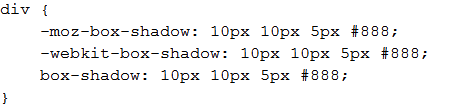 div {
    -moz-box-shadow: 10px 10px 5px #888;
    -webkit-box-shadow: 10px 10px 5px #888;
    box-shadow: 10px 10px 5px #888;
}